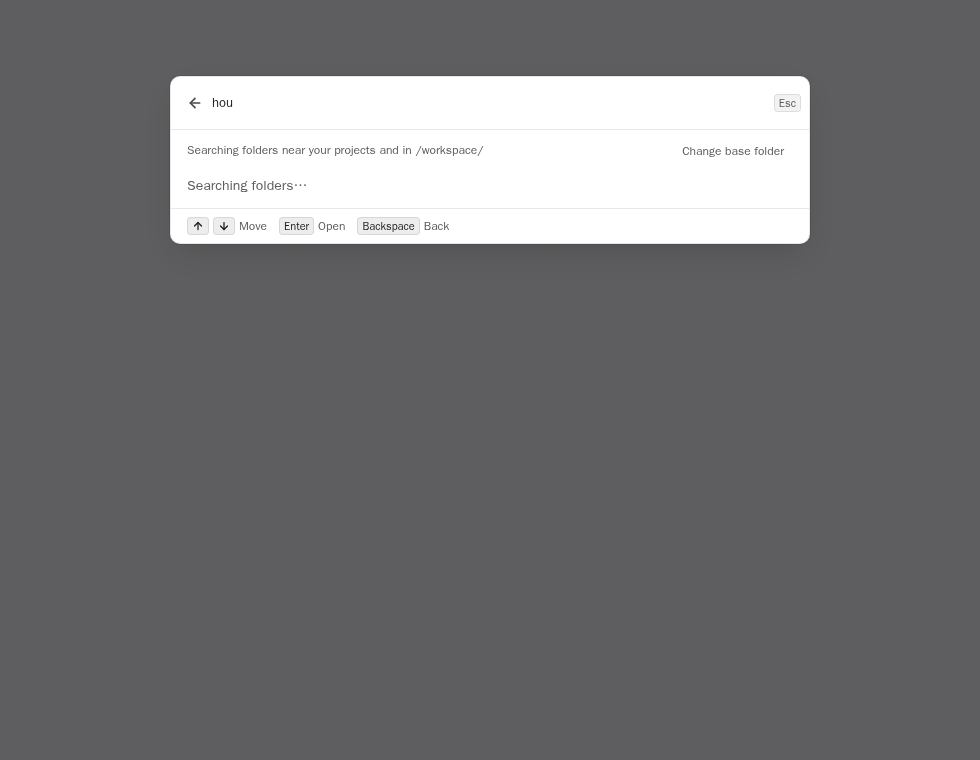 hou Esc
Searching folders near your projects and in /workspace/ Change base folder
Searching folders···
↑ ↓ Move Enter Open Backspace Back